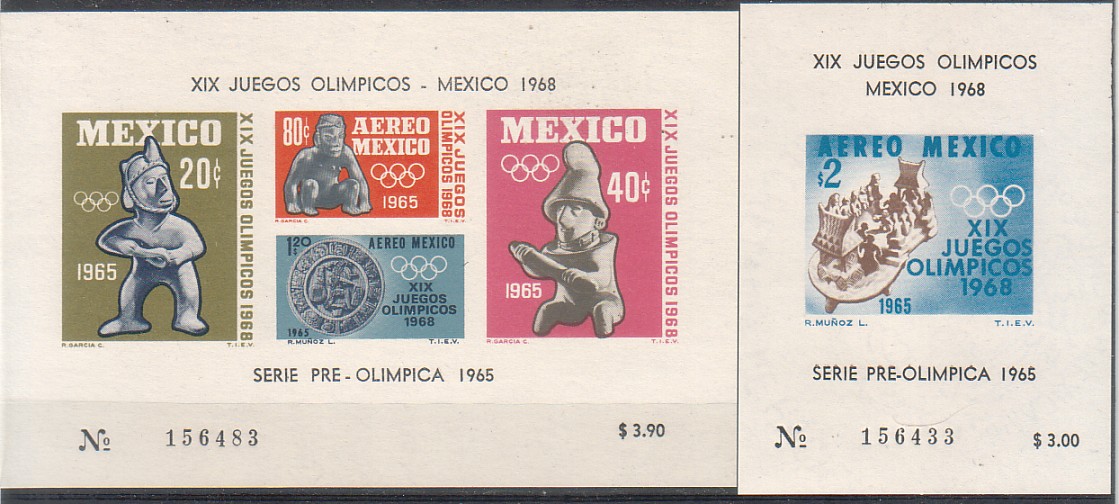 XIX JUEGOS OLIMPICOS - MEXICO 1968
MEXICO
20¢
1965
XIX JUEGOS OLIMPICOS 1968
R. GARCIA C.
T.I.E.V.
80¢
AEREO
MEXICO
1965
XIX JUEGOS
OLIMPICOS
1968
R. GARCIA C.
T.I.E.V.
1.20
$
AEREO MEXICO
XIX
JUEGOS
OLIMPICOS
1968
1965
R. MUÑOZ L.
T.I.E.V.
MEXICO
40¢
1965
XIX JUEGOS OLIMPICOS 1968
R. GARCIA C.
T.I.E.V.
SERIE PRE-OLIMPICA 1965
No 156483
$ 3.90
XIX JUEGOS OLIMPICOS
MEXICO 1968
AEREO MEXICO
$2
XIX
JUEGOS
OLIMPICOS
1968
1965
R. MUÑOZ L.
T.I.E.V.
SERIE PRE-OLIMPICA 1965
No 156433
$ 3.00